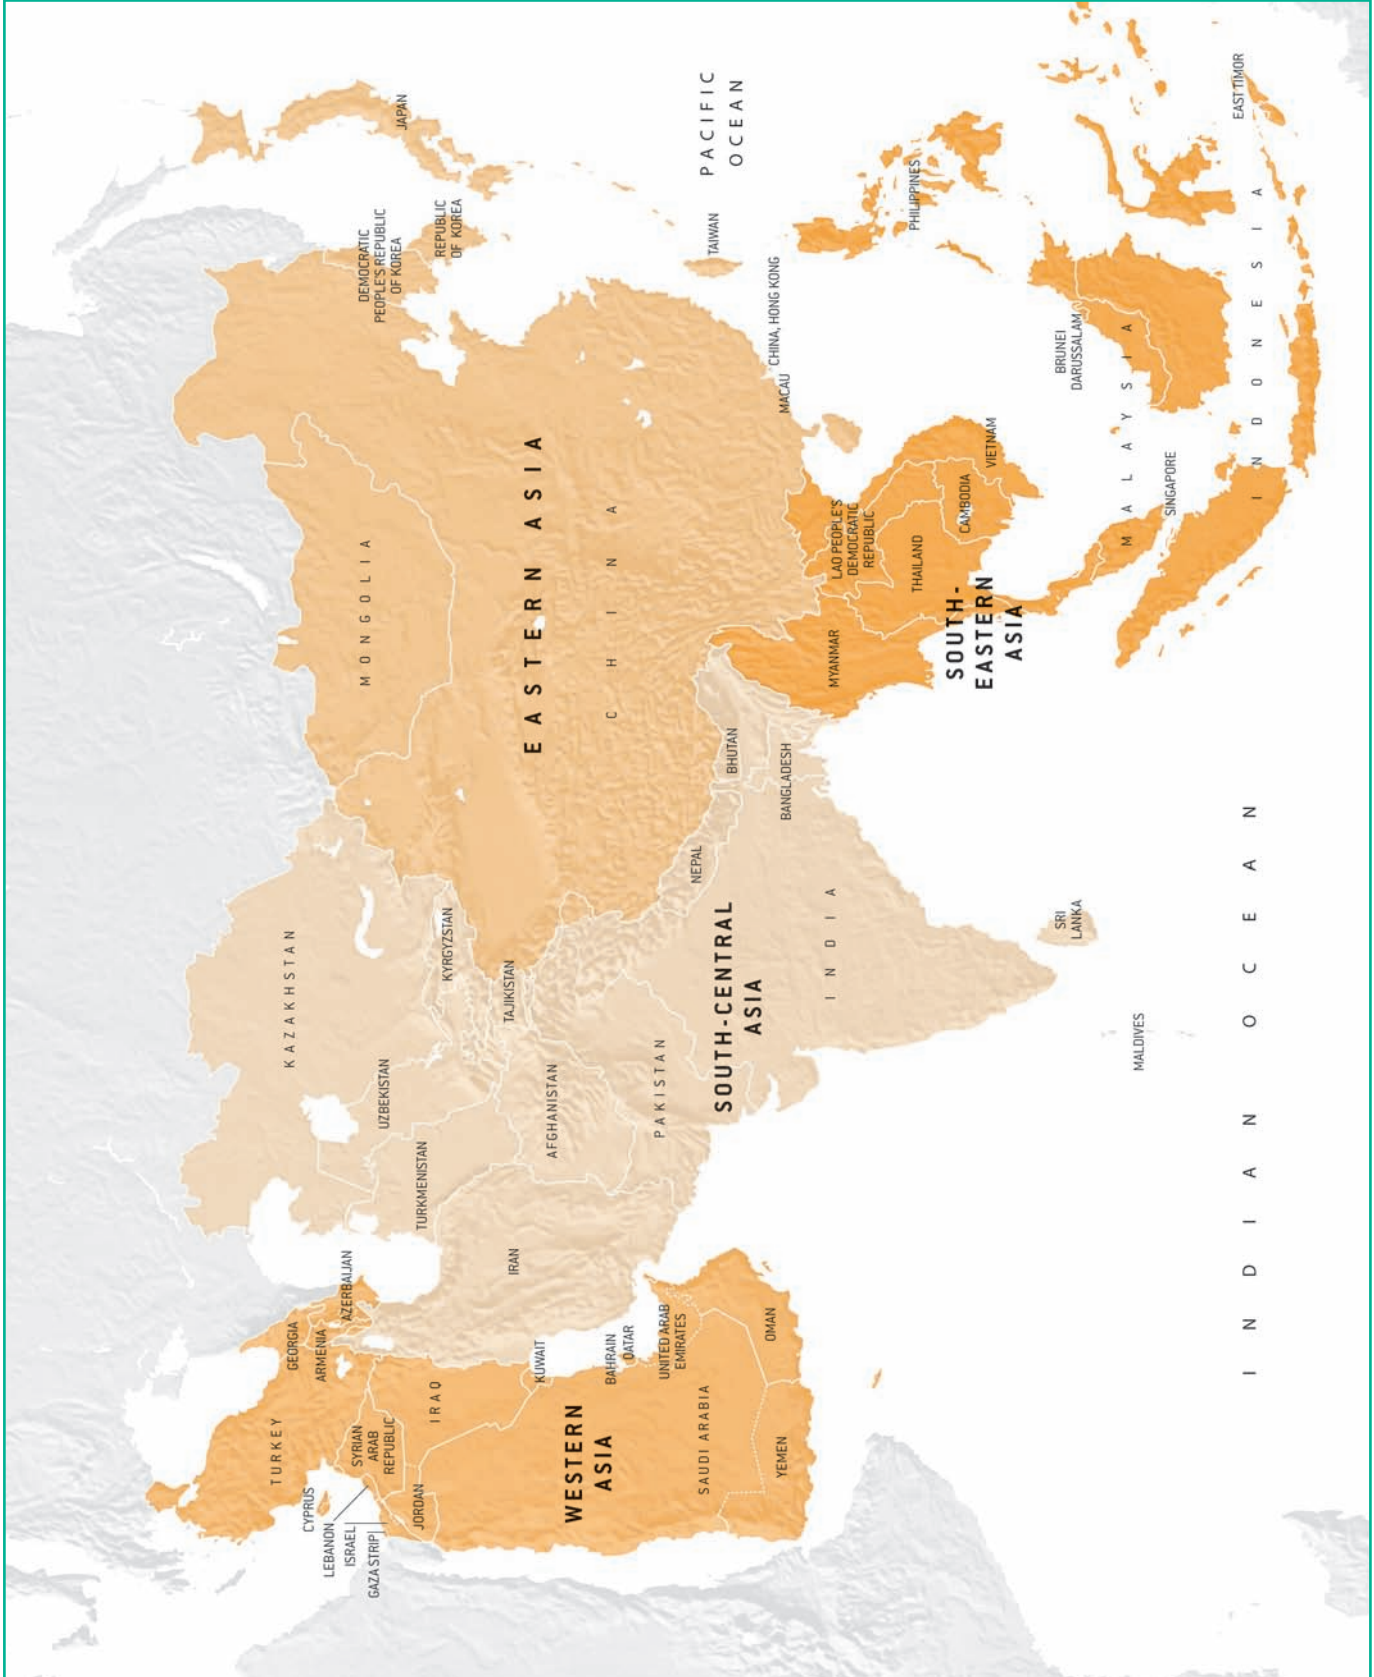 KAZAKHSTAN
MONGOLIA
GEORGIA
ARMENIA
AZERBAIJAN
TURKEY
UZBEKISTAN
TURKMENISTAN
KYRGYZSTAN
TAJIKISTAN
DEMOCRATIC
PEOPLE'S REPUBLIC
OF KOREA
REPUBLIC
OF KOREA
JAPAN
CYPRUS
LEBANON
ISRAEL
GAZA STRIP
SYRIAN
ARAB
REPUBLIC
JORDAN
IRAQ
IRAN
KUWAIT
AFGHANISTAN
EASTERN ASIA
CHINA
WESTERN
ASIA
BAHRAIN
QATAR
UNITED ARAB
EMIRATES
SAUDI ARABIA
OMAN
YEMEN
PAKISTAN
SOUTH-CENTRAL
ASIA
NEPAL
BHUTAN
BANGLADESH
INDIA
TAIWAN
PACIFIC
OCEAN
MACAU
CHINA, HONG KONG
MYANMAR
LAO PEOPLE'S
DEMOCRATIC
REPUBLIC
THAILAND
CAMBODIA
VIETNAM
PHILIPPINES
SOUTH-
EASTERN
ASIA
SRI
LANKA
MALDIVES
BRUNEI
DARUSSALAM
MALAYSIA
SINGAPORE
INDONESIA
EAST TIMOR
INDIAN OCEAN